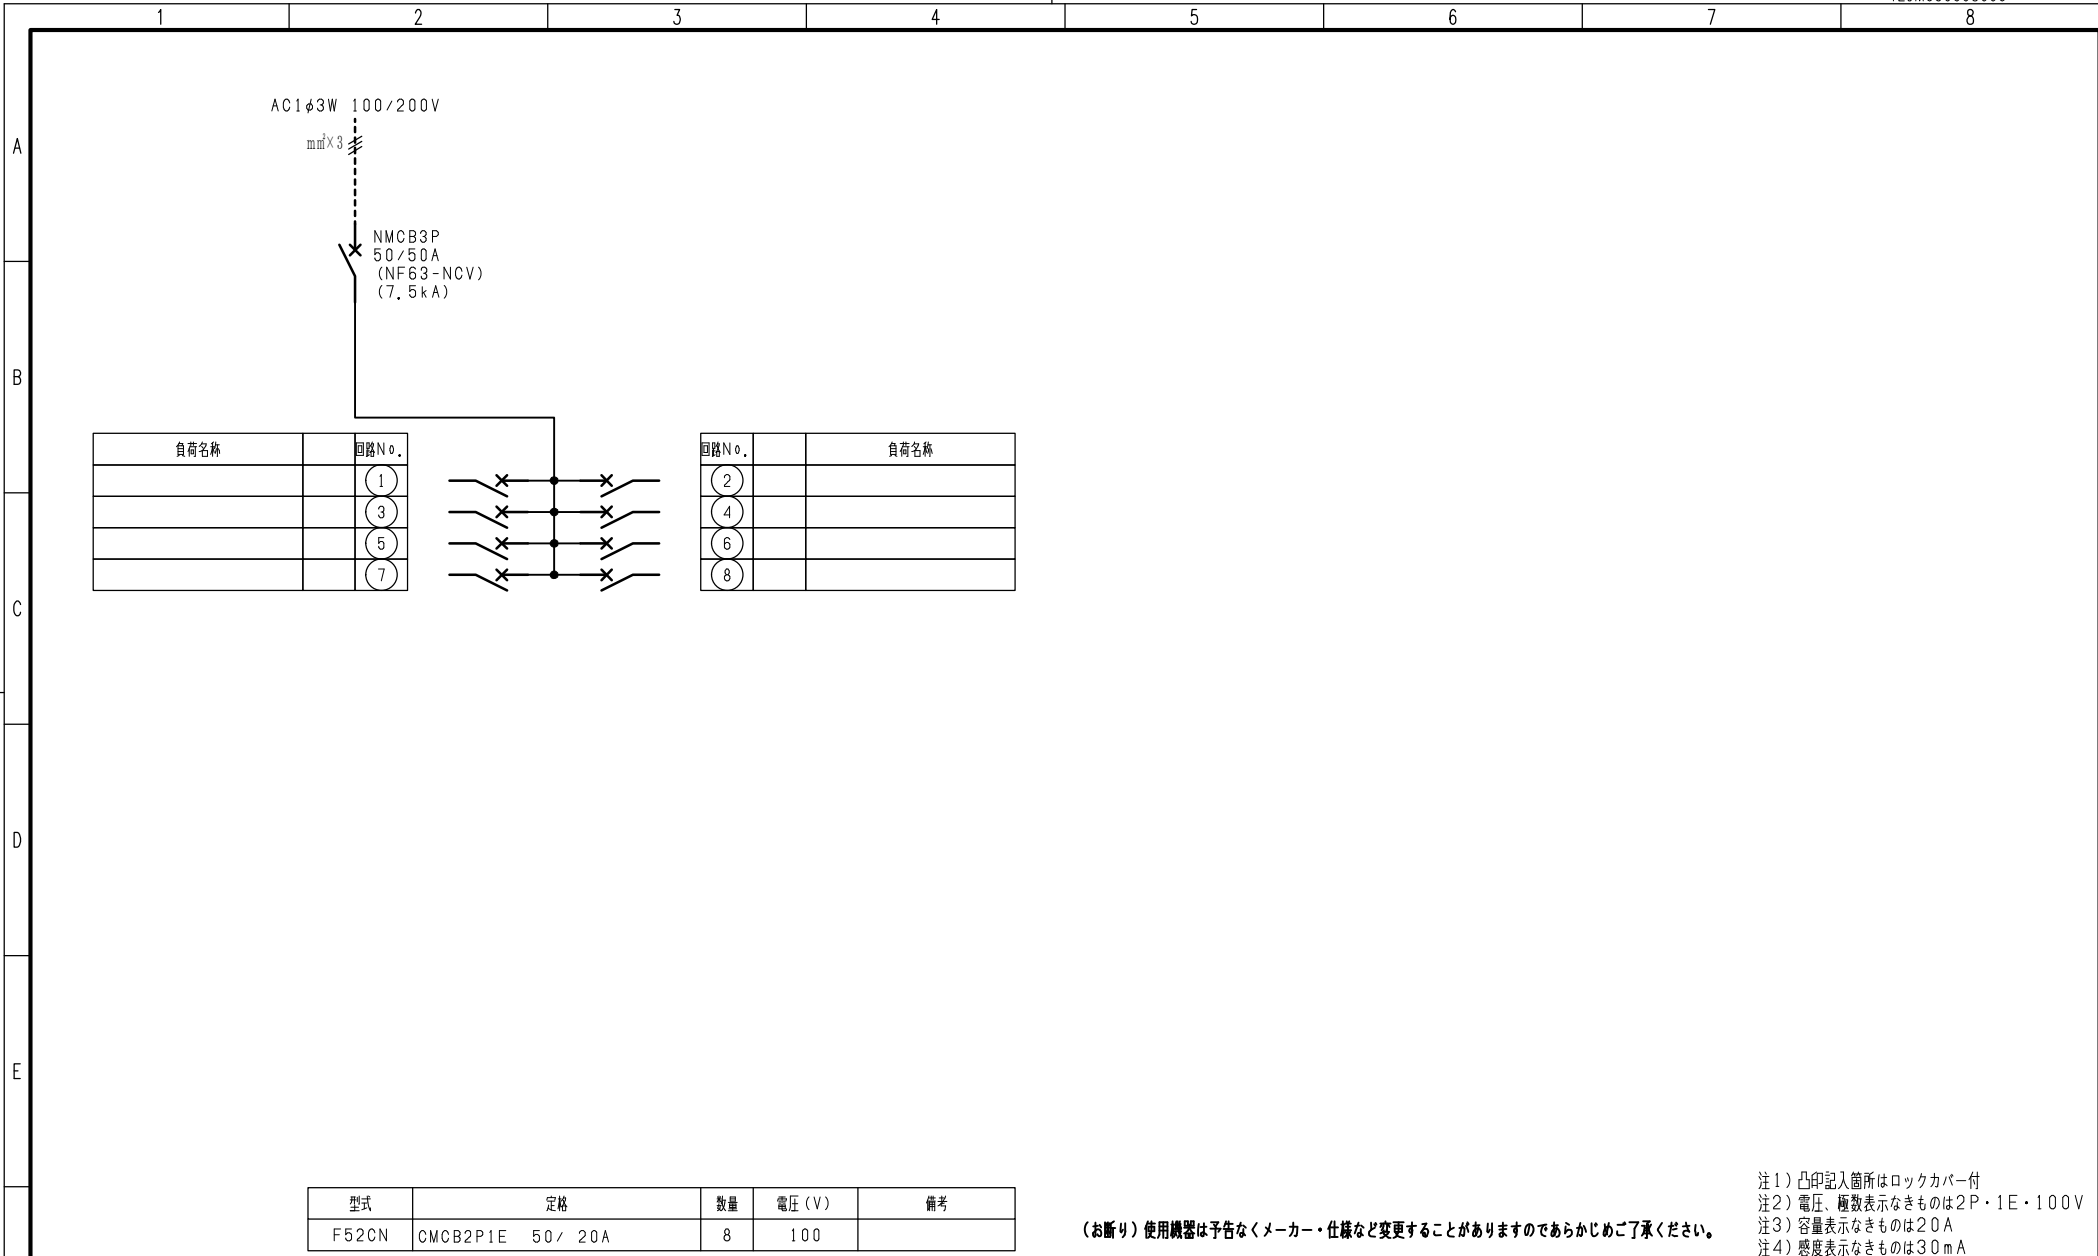 1 2 3 4 5 6 7 8
A
B
C
D
E
AC1φ3W 100/200V
mm²×3
NMCB3P
50/50A
(NF63-NCV)
(7.5kA)
負荷名称 回路No. 回路No. 負荷名称
1 2
3 4
5 6
7 8
型式 定格 数量 電圧(V) 備考
F52CN CMCB2P1E 50/ 20A 8 100
(お断り)使用機器は予告なくメーカー・仕様など変更することがありますのであらかじめご了承ください。
注1)凸印記入箇所はロックカバー付
注2)電圧、極数表示なきものは2P・1E・100V
注3)容量表示なきものは20A
注4)感度表示なきものは30mA